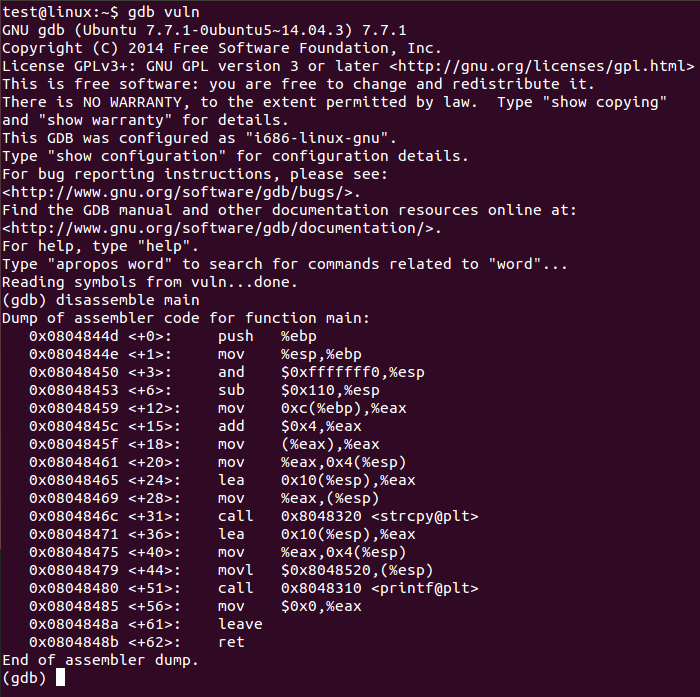 test@linux:~$ gdb vuln
GNU gdb (Ubuntu 7.7.1-0ubuntu5~14.04.3) 7.7.1
Copyright (C) 2014 Free Software Foundation, Inc.
License GPLv3+: GNU GPL version 3 or later <http://gnu.org/licenses/gpl.html>
This is free software: you are free to change and redistribute it.
There is NO WARRANTY, to the extent permitted by law.  Type "show copying"
and "show warranty" for details.
This GDB was configured as "i686-linux-gnu".
Type "show configuration" for configuration details.
For bug reporting instructions, please see:
<http://www.gnu.org/software/gdb/bugs/>.
Find the GDB manual and other documentation resources online at:
<http://www.gnu.org/software/gdb/documentation/>.
For help, type "help".
Type "apropos word" to search for commands related to "word"...
Reading symbols from vuln...done.
(gdb) disassemble main
Dump of assembler code for function main:
   0x0804844d <+0>:     push   %ebp
   0x0804844e <+1>:     mov    %esp,%ebp
   0x08048450 <+3>:     and    $0xfffffff0,%esp
   0x08048453 <+6>:     sub    $0x110,%esp
   0x08048459 <+12>:    mov    0xc(%ebp),%eax
   0x0804845c <+15>:    add    $0x4,%eax
   0x0804845f <+18>:    mov    (%eax),%eax
   0x08048461 <+20>:    mov    %eax,0x4(%esp)
   0x08048465 <+24>:    lea    0x10(%esp),%eax
   0x08048469 <+28>:    mov    %eax,(%esp)
   0x0804846c <+31>:    call   0x8048320 <strcpy@plt>
   0x08048471 <+36>:    lea    0x10(%esp),%eax
   0x08048475 <+40>:    mov    %eax,0x4(%esp)
   0x08048479 <+44>:    movl   $0x8048520,(%esp)
   0x08048480 <+51>:    call   0x8048310 <printf@plt>
   0x08048485 <+56>:    mov    $0x0,%eax
   0x0804848a <+61>:    leave
   0x0804848b <+62>:    ret
End of assembler dump.
(gdb)